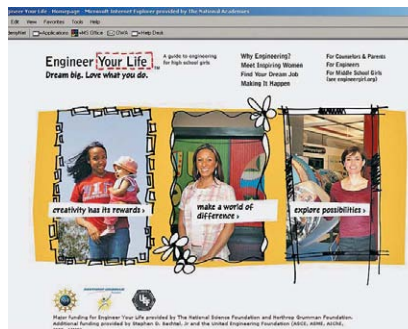 Engineer Your Life - Homepage - Microsoft Internet Explorer provided by The National Academies
Edit View Favorites Tools Help
Applications MS Office OWA Help Desk
Engineer Your Life™
Dream big. Love what you do.
A guide to engineering
for high school girls
Why Engineering?
Meet Inspiring Women
Find Your Dream Job
Making It Happen
For Counselors & Parents
For Engineers
For Middle School Girls
(see engineergirl.org)
creativity has its rewards ›
make a world of
difference ›
explore possibilities ›
Major funding for Engineer Your Life provided by The National Science Foundation and Northrop Grumman Foundation.
Additional funding provided by Stephen D. Bechtel, Jr and the United Engineering Foundation (ASCE, ASME, AIChE,